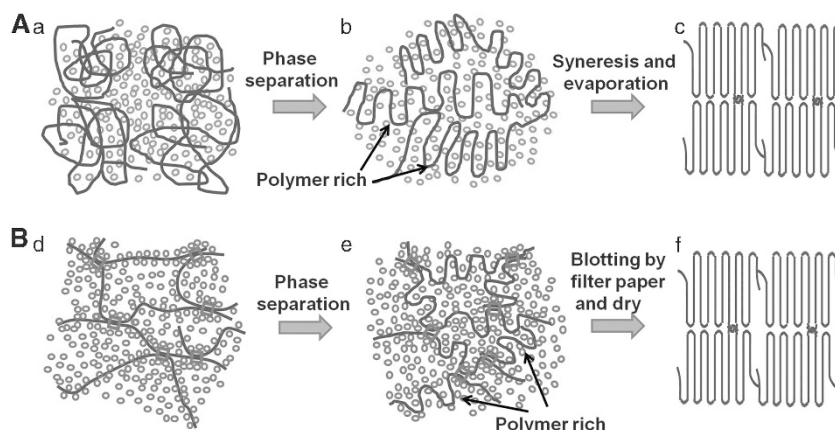 A a
Phase
separation
b
Syneresis and
evaporation
c
Polymer rich
B d
Phase
separation
e
Blotting by
filter paper
and dry
f
Polymer rich